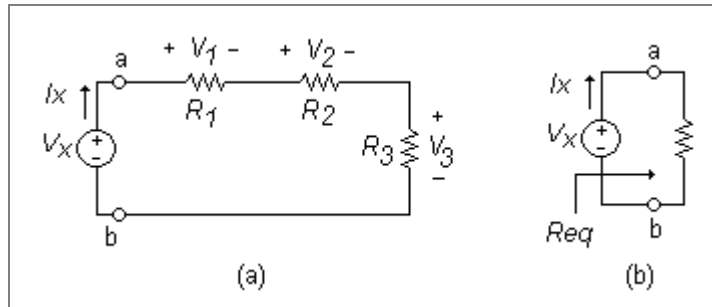 + V1 − + V2 −
a
Ix
R1 R2
+
Vx
R3 V3
−
b
(a)
a
Ix
Vx
Req
b
(b)